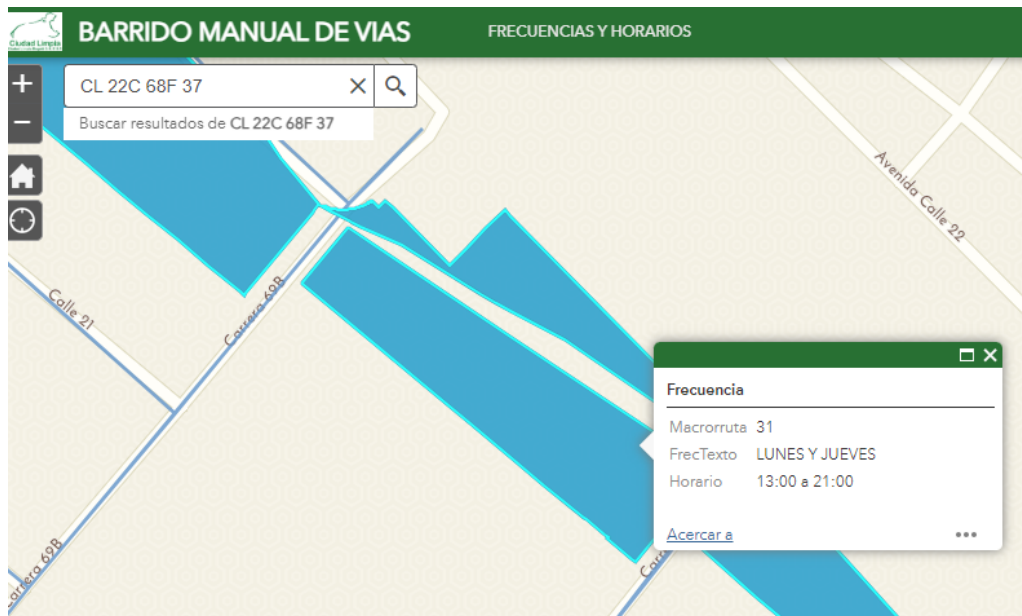 Ciudad Limpia
BARRIDO MANUAL DE VIAS
FRECUENCIAS Y HORARIOS
+
CL 22C 68F 37
−
Buscar resultados de CL 22C 68F 37
Avenida Calle 22
Calle 21
Carrera 69B
Frecuencia
Macrorruta 31
FrecTexto LUNES Y JUEVES
Horario 13:00 a 21:00
Acercar a
Carrera 69B